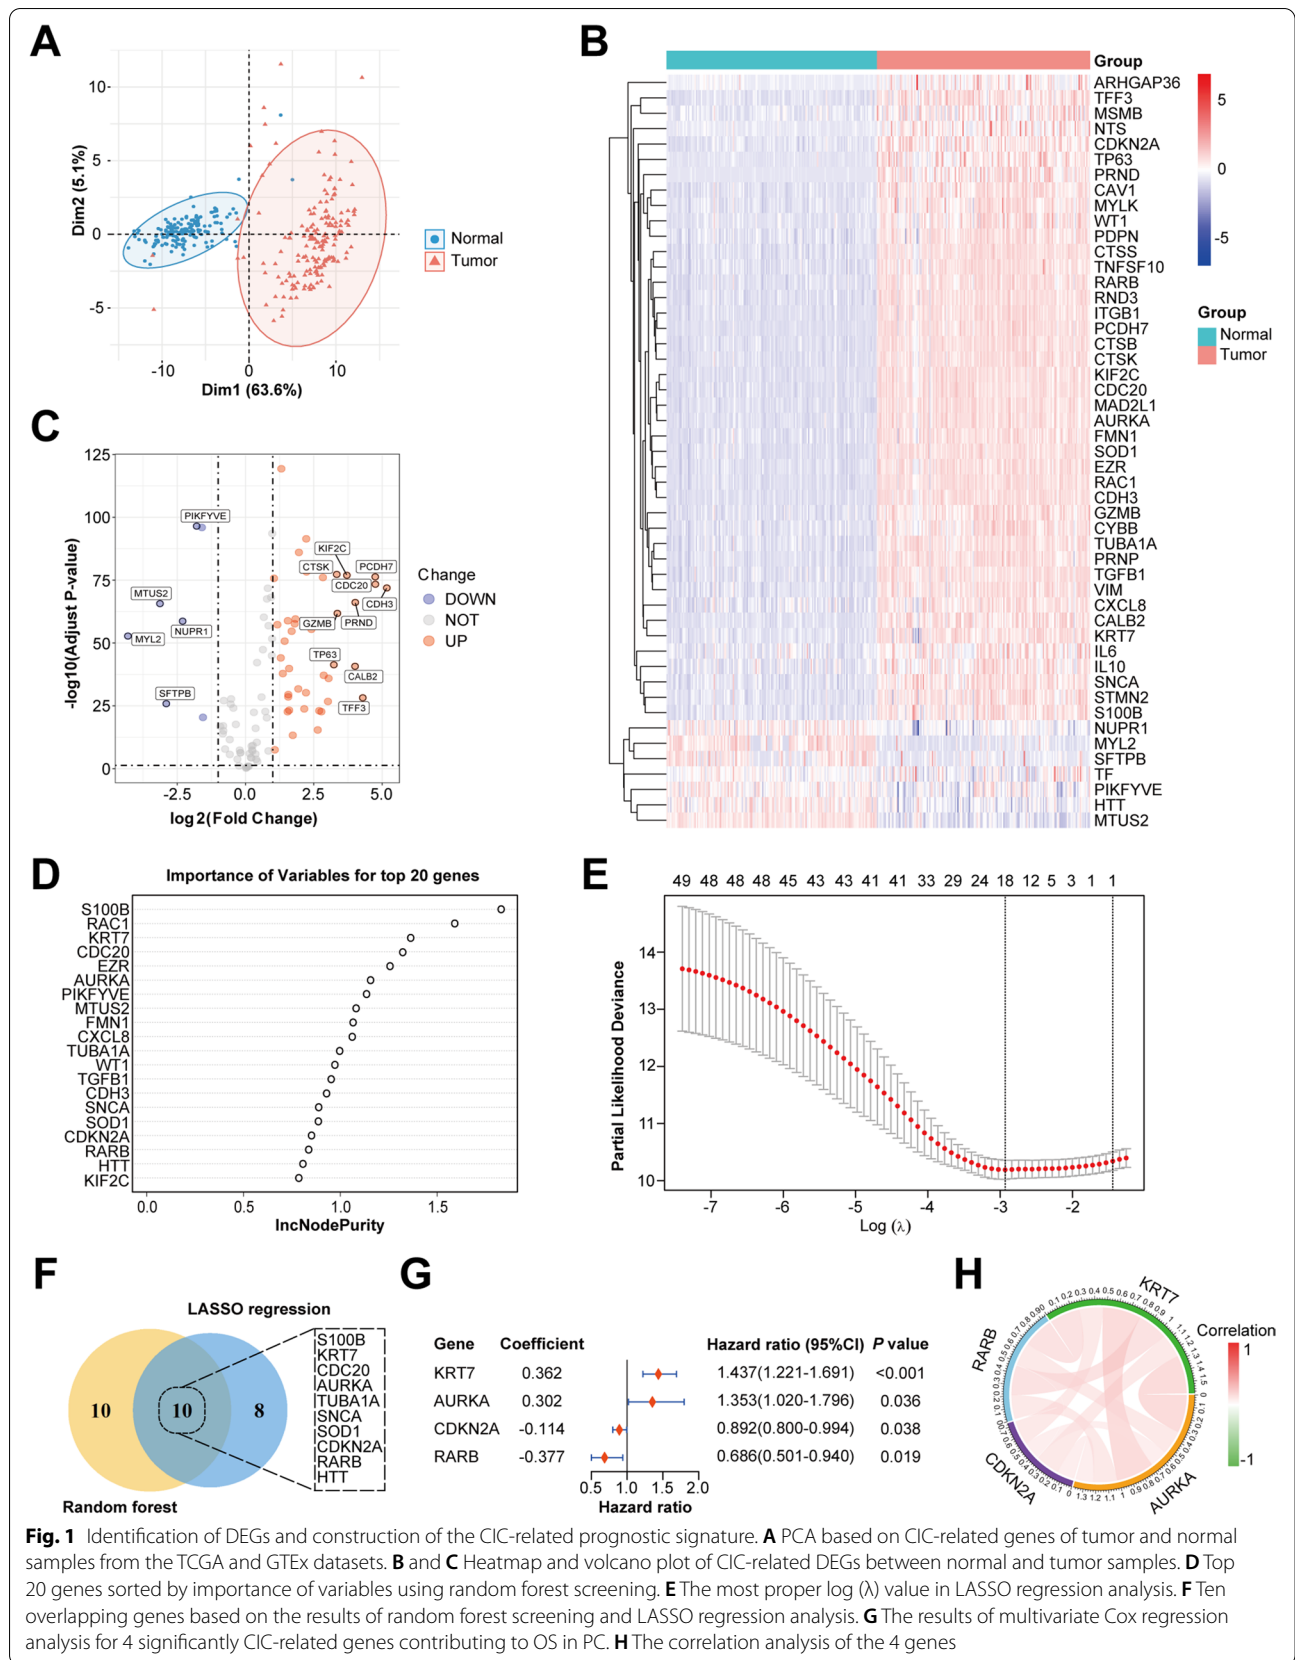 A
10
5
0
-5
Dim2 (5.1%)
-10
0
10
Dim1 (63.6%)
Normal
Tumor
B
Group
ARHGAP36
TFF3
MSMB
NTS
CDKN2A
TP63
PRND
CAV1
MYLK
WT1
PDPN
CTSS
TNFSF10
RARB
RND3
ITGB1
PCDH7
CTSB
CTSK
KIF2C
CDC20
MAD2L1
AURKA
FMN1
SOD1
EZR
RAC1
CDH3
GZMB
CYBB
TUBA1A
PRNP
TGFB1
VIM
CXCL8
CALB2
KRT7
IL6
IL10
SNCA
STMN2
S100B
NUPR1
MYL2
SFTPB
TF
PIKFYVE
HTT
MTUS2
5
0
-5
Group
Normal
Tumor
C
125
100
75
50
25
0
-log10(Adjust P-value)
PIKFYVE
MTUS2
NUPR1
MYL2
SFTPB
KIF2C
CTSK
PCDH7
CDC20
CDH3
GZMB
PRND
TP63
CALB2
TFF3
-2.5
0.0
2.5
5.0
log2(Fold Change)
Change
DOWN
NOT
UP
D
Importance of Variables for top 20 genes
S100B
RAC1
KRT7
CDC20
EZR
AURKA
PIKFYVE
MTUS2
FMN1
CXCL8
TUBA1A
WT1
TGFB1
CDH3
SNCA
SOD1
CDKN2A
RARB
HTT
KIF2C
0.0 0.5 1.0 1.5
IncNodePurity
E
49 48 48 48 45 43 43 41 41 33 29 24 18 12 5 3 1 1
14
13
12
11
10
Partial Likelihood Deviance
-7 -6 -5 -4 -3 -2
Log (λ)
F
LASSO regression
10
10
8
Random forest
S100B
KRT7
CDC20
AURKA
TUBA1A
SNCA
SOD1
CDKN2A
RARB
HTT
G
Gene Coefficient Hazard ratio (95%CI) P value
KRT7 0.362 1.437(1.221-1.691) <0.001
AURKA 0.302 1.353(1.020-1.796) 0.036
CDKN2A -0.114 0.892(0.800-0.994) 0.038
RARB -0.377 0.686(0.501-0.940) 0.019
0.5 1.0 1.5 2.0
Hazard ratio
H
KRT7
RARB
CDKN2A
AURKA
Correlation
1
-1
Fig. 1 Identification of DEGs and construction of the CIC-related prognostic signature. A PCA based on CIC-related genes of tumor and normal
samples from the TCGA and GTEx datasets. B and C Heatmap and volcano plot of CIC-related DEGs between normal and tumor samples. D Top
20 genes sorted by importance of variables using random forest screening. E The most proper log (λ) value in LASSO regression analysis. F Ten
overlapping genes based on the results of random forest screening and LASSO regression analysis. G The results of multivariate Cox regression
analysis for 4 significantly CIC-related genes contributing to OS in PC. H The correlation analysis of the 4 genes